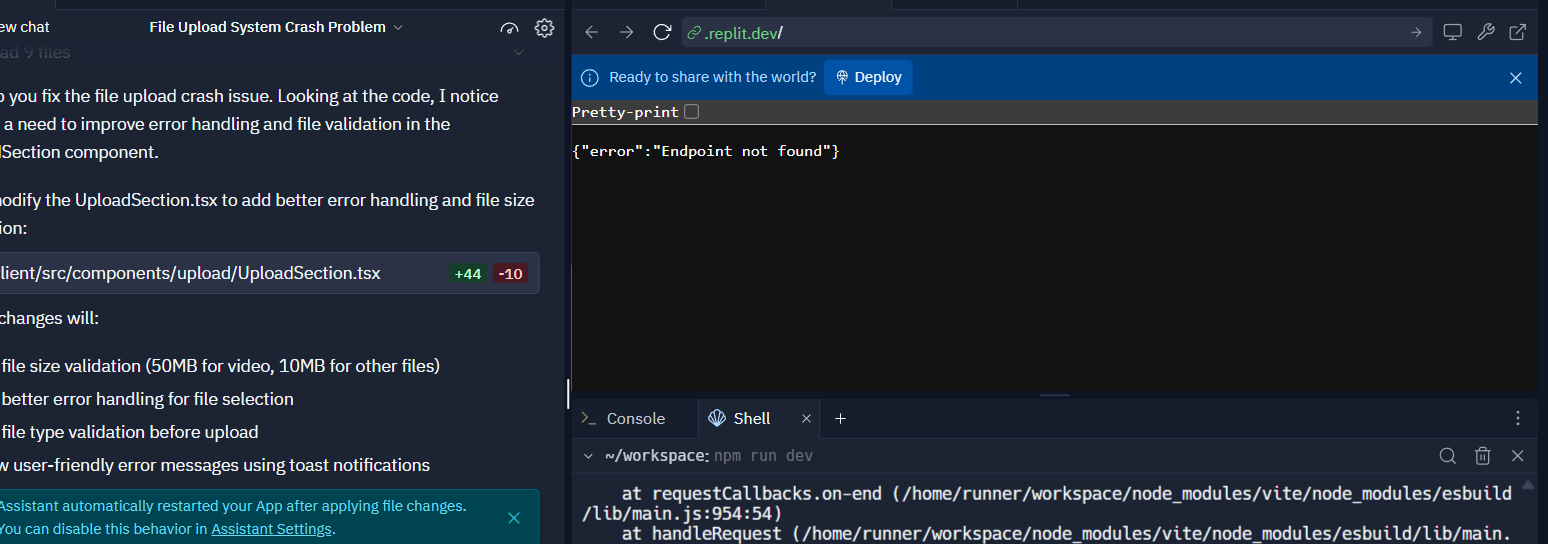 ew chat
File Upload System Crash Problem
ad 9 files
o you fix the file upload crash issue. Looking at the code, I notice
a need to improve error handling and file validation in the
Section component.
odify the UploadSection.tsx to add better error handling and file size
ion:
lient/src/components/upload/UploadSection.tsx +44 -10
changes will:
file size validation (50MB for video, 10MB for other files)
better error handling for file selection
file type validation before upload
w user-friendly error messages using toast notifications
Assistant automatically restarted your App after applying file changes.
You can disable this behavior in Assistant Settings.
.replit.dev/
Ready to share with the world? Deploy
Pretty-print
{"error":"Endpoint not found"}
Console Shell
~/workspace: npm run dev
at requestCallbacks.on-end (/home/runner/workspace/node_modules/vite/node_modules/esbuild
/lib/main.js:954:54)
at handleRequest (/home/runner/workspace/node_modules/vite/node_modules/esbuild/lib/main.